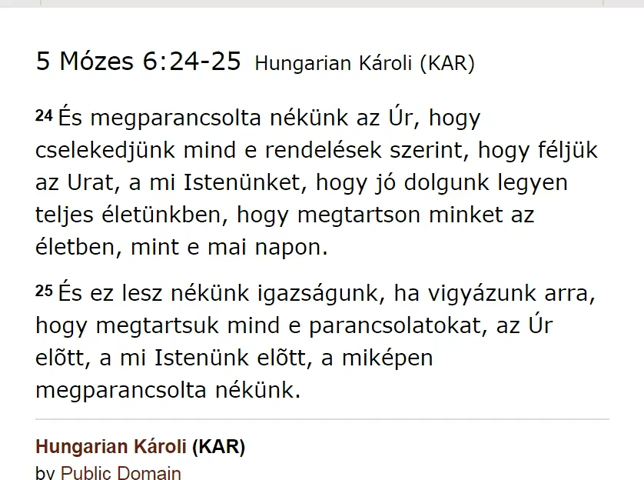 5 Mózes 6:24-25 Hungarian Károli (KAR)
24 És megparancsolta nékünk az Úr, hogy
cselekedjünk mind e rendelések szerint, hogy féljük
az Urat, a mi Istenünket, hogy jó dolgunk legyen
teljes életünkben, hogy megtartson minket az
életben, mint e mai napon.
25 És ez lesz nékünk igazságunk, ha vigyázunk arra,
hogy megtartsuk mind e parancsolatokat, az Úr
elõtt, a mi Istenünk elõtt, a miképen
megparancsolta nékünk.
Hungarian Károli (KAR)
by Public Domain